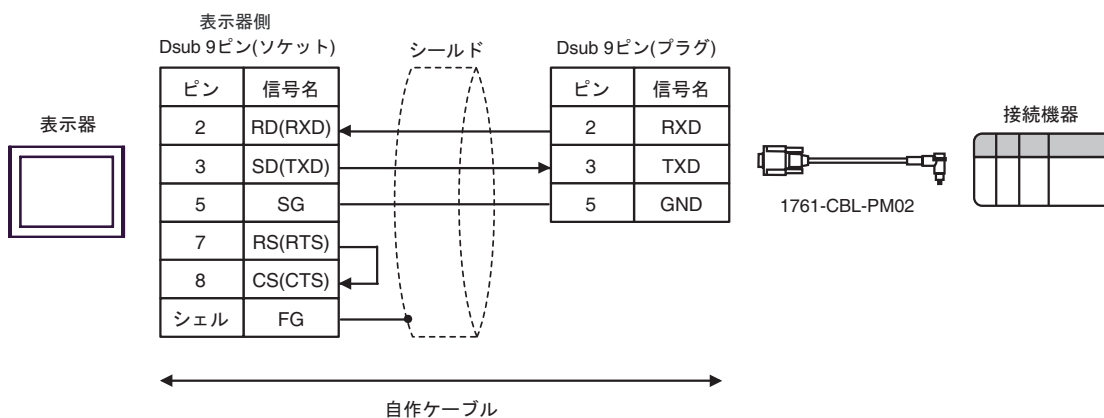 表示器側
Dsub 9ピン(ソケット)
シールド
Dsub 9ピン(プラグ)
表示器
ピン 信号名
2 RD(RXD)
3 SD(TXD)
5 SG
7 RS(RTS)
8 CS(CTS)
シェル FG
ピン 信号名
2 RXD
3 TXD
5 GND
1761-CBL-PM02
接続機器
自作ケーブル